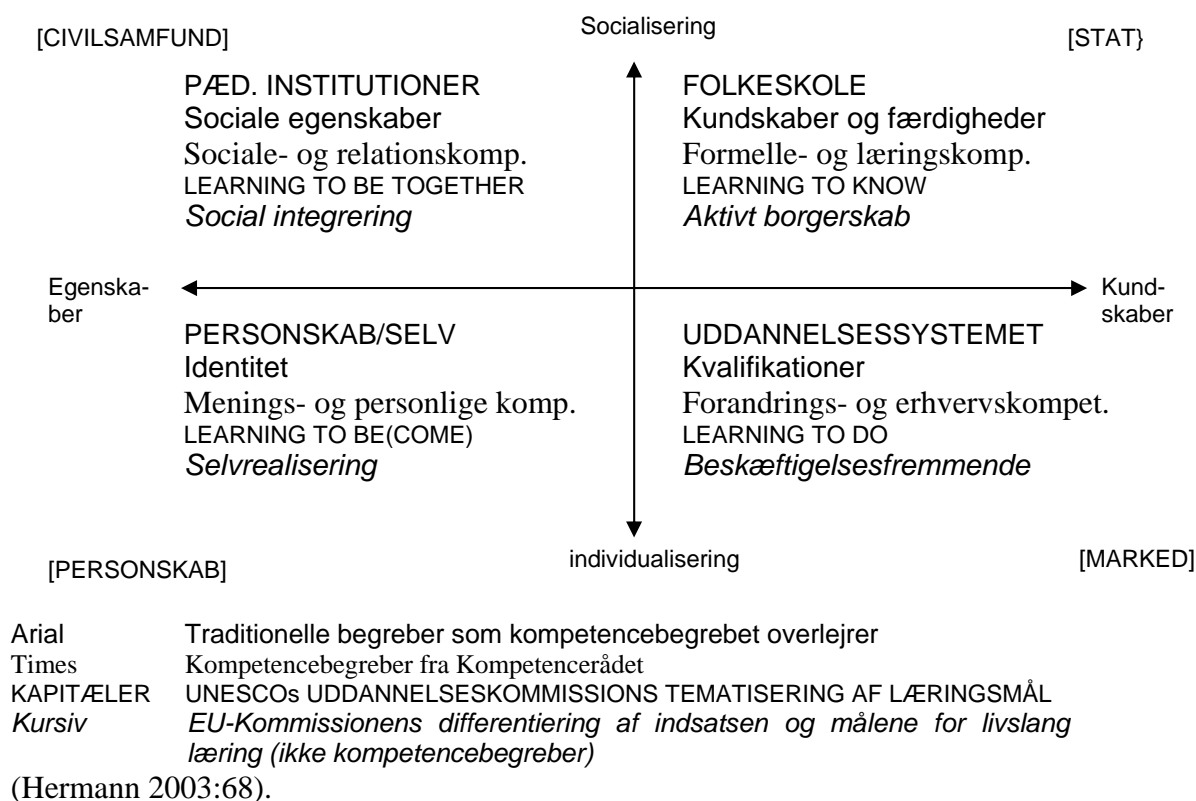 Socialisering
[CIVILSAMFUND]
[STAT}
PÆD. INSTITUTIONER
Sociale egenskaber
Sociale- og relationskomp.
LEARNING TO BE TOGETHER
Social integrering
FOLKESKOLE
Kundskaber og færdigheder
Formelle- og læringskomp.
LEARNING TO KNOW
Aktivt borgerskab
Egenska-
ber
Kund-
skaber
PERSONSKAB/SELV
Identitet
Menings- og personlige komp.
LEARNING TO BE(COME)
Selvrealisering
UDDANNELSESSYSTEMET
Kvalifikationer
Forandrings- og erhvervskompet.
LEARNING TO DO
Beskæftigelsesfremmende
individualisering
[PERSONSKAB]
[MARKED]
Arial Traditionelle begreber som kompetencebegrebet overlejrer
Times Kompetencebegreber fra Kompetencerådet
KAPITÆLER UNESCOs UDDANNELSESKOMMISSIONS TEMATISERING AF LÆRINGSMÅL
Kursiv EU-Kommissionens differentiering af indsatsen og målene for livslang
læring (ikke kompetencebegreber)
(Hermann 2003:68).